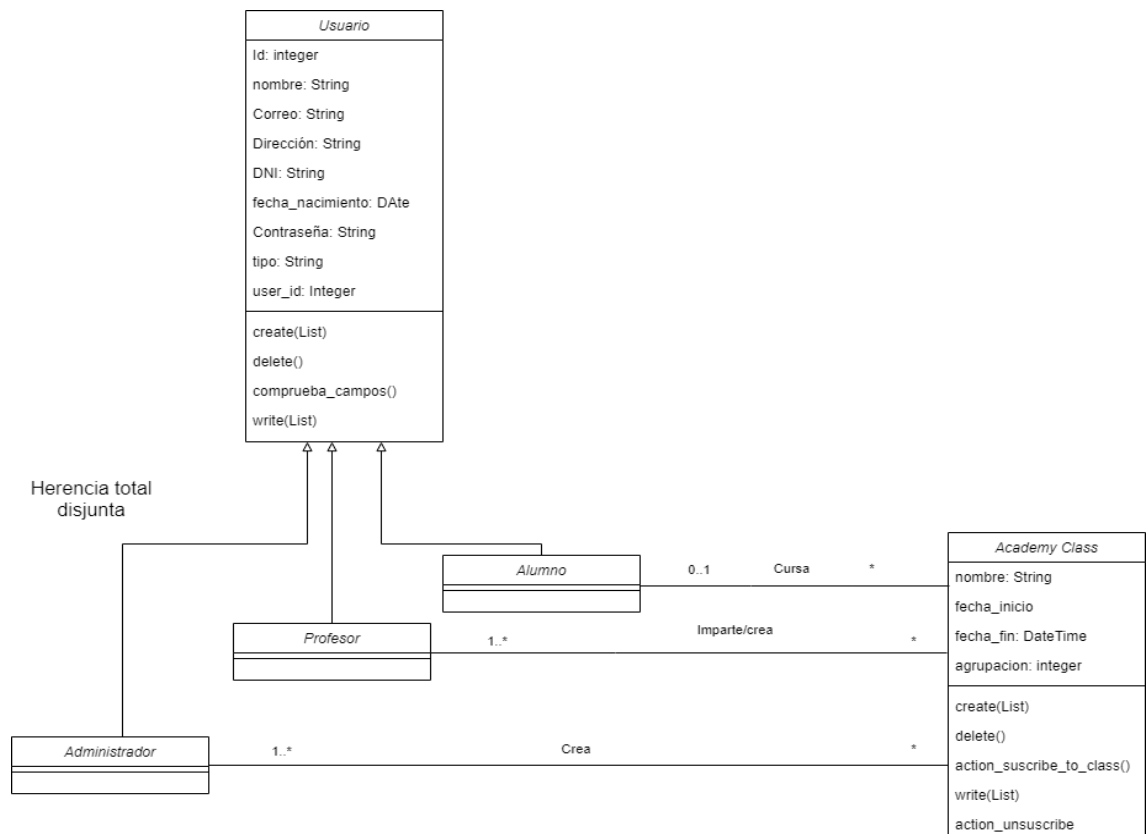 Usuario
Id: integer
nombre: String
Correo: String
Dirección: String
DNI: String
fecha_nacimiento: DAte
Contraseña: String
tipo: String
user_id: Integer
create(List)
delete()
comprueba_campos()
write(List)
Herencia total
disjunta
Alumno
0..1
Cursa
*
Profesor
1..*
Imparte/crea
*
Administrador
1..*
Crea
*
Academy Class
nombre: String
fecha_inicio
fecha_fin: DateTime
agrupacion: integer
create(List)
delete()
action_suscribe_to_class()
write(List)
action_unsuscribe